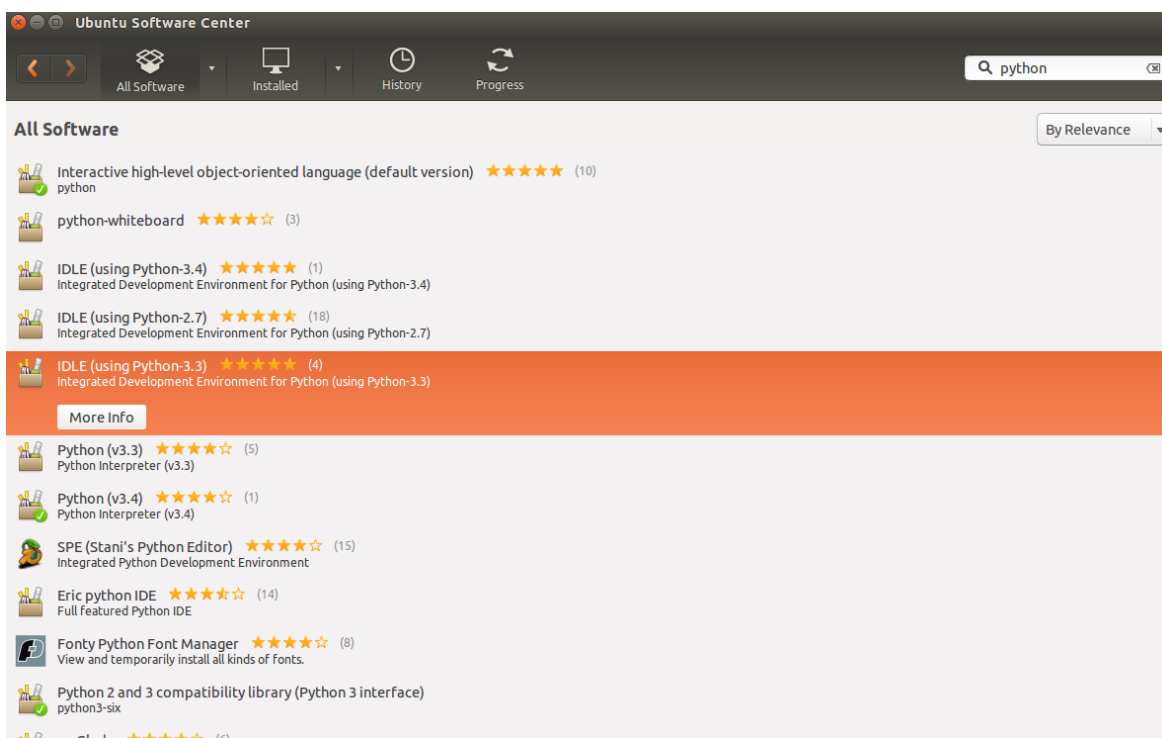 Ubuntu Software Center
All Software
Installed
History
Progress
python
All Software
By Relevance
Interactive high-level object-oriented language (default version) (10)
python
python-whiteboard (3)
IDLE (using Python-3.4) (1)
Integrated Development Environment for Python (using Python-3.4)
IDLE (using Python-2.7) (18)
Integrated Development Environment for Python (using Python-2.7)
IDLE (using Python-3.3) (4)
Integrated Development Environment for Python (using Python-3.3)
More Info
Python (v3.3) (5)
Python Interpreter (v3.3)
Python (v3.4) (1)
Python Interpreter (v3.4)
SPE (Stani's Python Editor) (15)
Integrated Python Development Environment
Eric python IDE (14)
Full featured Python IDE
Fonty Python Font Manager (8)
View and temporarily install all kinds of fonts.
Python 2 and 3 compatibility library (Python 3 interface)
python3-six